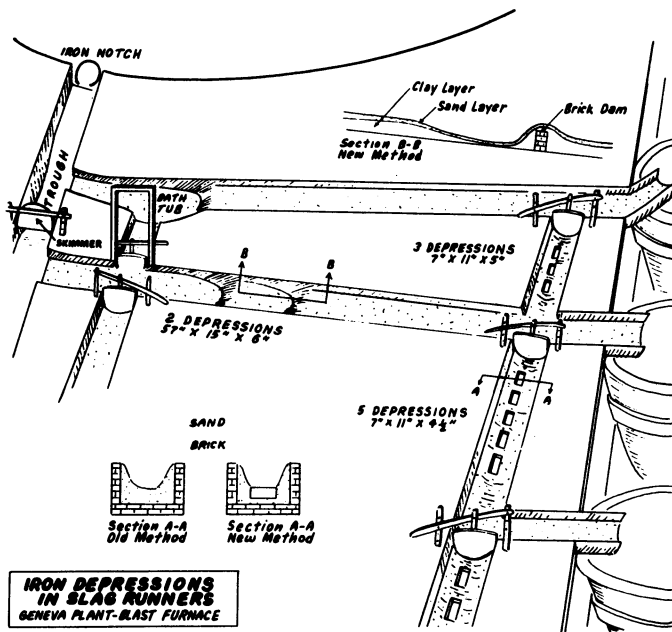 IRON NOTCH
Clay Layer
Sand Layer
Brick Dam
Section B-B
New Method
TROUGH
BATH
TUB
SKIMMER
3 DEPRESSIONS
7" X 11" X 5"
B
B
2 DEPRESSIONS
57" X 15" X 6"
A
A
5 DEPRESSIONS
7" X 11" X 4½"
SAND
BRICK
Section A-A
Old Method
Section A-A
New Method
IRON DEPRESSIONS
IN SLAG RUNNERS
GENEVA PLANT-BLAST FURNACE